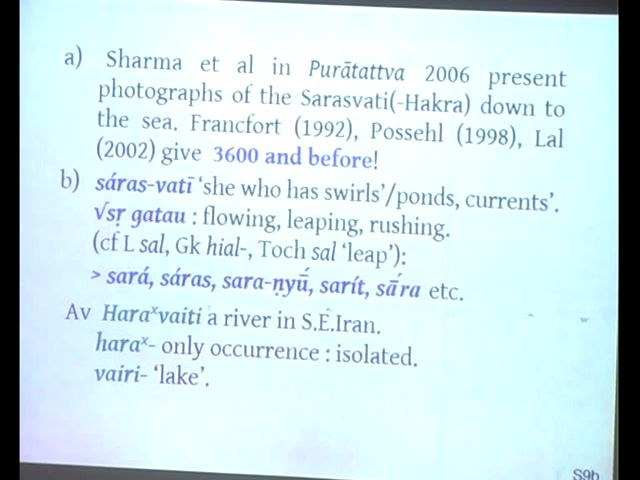 a) Sharma et al in Purātattva 2006 present
photographs of the Sarasvati(-Hakra) down to
the sea. Francfort (1992), Possehl (1998), Lal
(2002) give 3600 and before!
b) sáras-vatī ‘she who has swirls’/ponds, currents’.
√sṛ gatau : flowing, leaping, rushing.
(cf L sal, Gk hial-, Toch sal ‘leap’):
> sará, sáras, sara-ṇyū́, sarít, sā́ra etc.
Av Haraˣvaiti a river in S.E.Iran.
haraˣ- only occurrence : isolated.
vairi- ‘lake’.
S9b